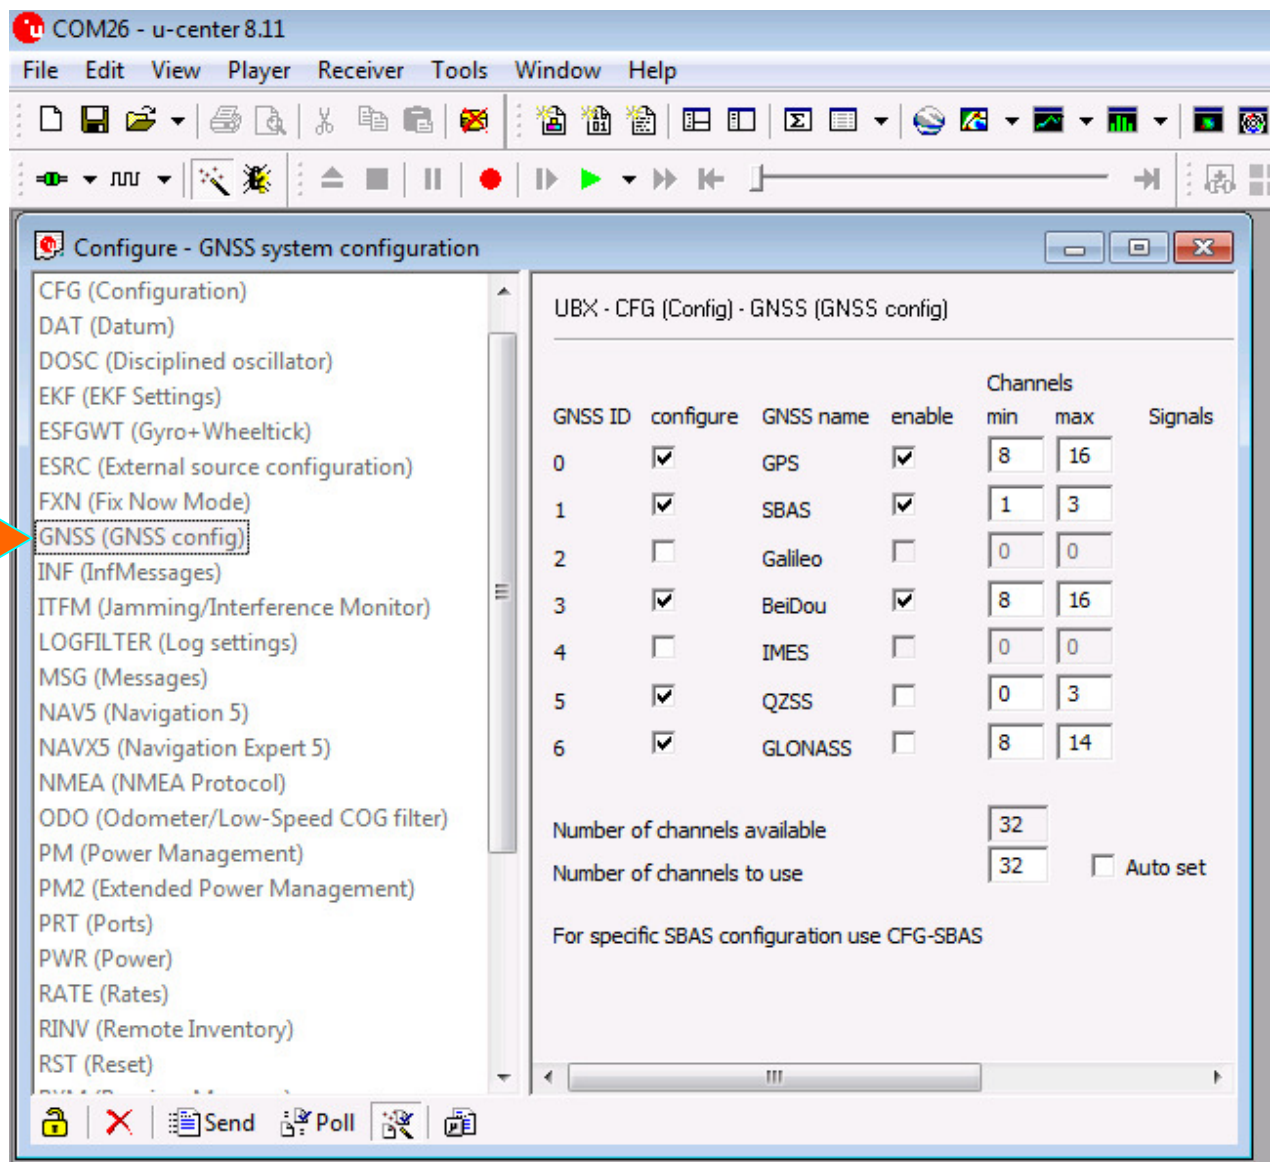 COM26 - u-center 8.11
File Edit View Player Receiver Tools Window Help
Configure - GNSS system configuration
CFG (Configuration)
DAT (Datum)
DOSC (Disciplined oscillator)
EKF (EKF Settings)
ESFGWT (Gyro+Wheeltick)
ESRC (External source configuration)
FXN (Fix Now Mode)
GNSS (GNSS config)
INF (InfMessages)
ITFM (Jamming/Interference Monitor)
LOGFILTER (Log settings)
MSG (Messages)
NAV5 (Navigation 5)
NAVX5 (Navigation Expert 5)
NMEA (NMEA Protocol)
ODO (Odometer/Low-Speed COG filter)
PM (Power Management)
PM2 (Extended Power Management)
PRT (Ports)
PWR (Power)
RATE (Rates)
RINV (Remote Inventory)
RST (Reset)
UBX - CFG (Config) - GNSS (GNSS config)
Channels
GNSS ID configure GNSS name enable min max Signals
0 GPS 8 16
1 SBAS 1 3
2 Galileo 0 0
3 BeiDou 8 16
4 IMES 0 0
5 QZSS 0 3
6 GLONASS 8 14
Number of channels available 32
Number of channels to use 32 Auto set
For specific SBAS configuration use CFG-SBAS
Send Poll